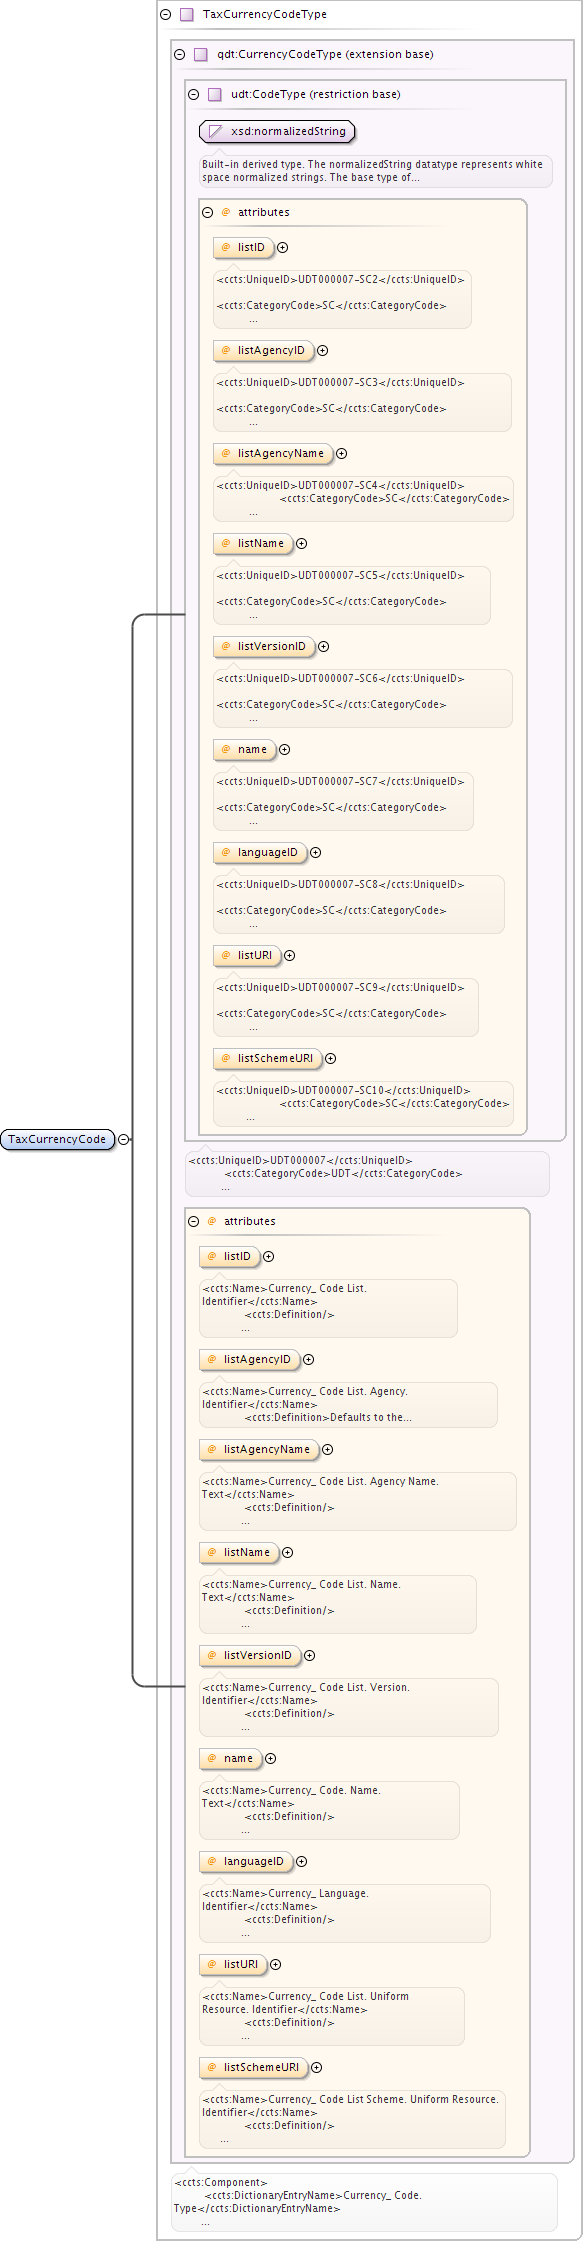 TaxCurrencyCodeType
qdt:CurrencyCodeType (extension base)
udt:CodeType (restriction base)
xsd:normalizedString
Built-in derived type. The normalizedString datatype represents white
space normalized strings. The base type of...
@ attributes
@ listID
<ccts:UniqueID>UDT000007-SC2</ccts:UniqueID>
<ccts:CategoryCode>SC</ccts:CategoryCode>
...
@ listAgencyID
<ccts:UniqueID>UDT000007-SC3</ccts:UniqueID>
<ccts:CategoryCode>SC</ccts:CategoryCode>
...
@ listAgencyName
<ccts:UniqueID>UDT000007-SC4</ccts:UniqueID>
<ccts:CategoryCode>SC</ccts:CategoryCode>
...
@ listName
<ccts:UniqueID>UDT000007-SC5</ccts:UniqueID>
<ccts:CategoryCode>SC</ccts:CategoryCode>
...
@ listVersionID
<ccts:UniqueID>UDT000007-SC6</ccts:UniqueID>
<ccts:CategoryCode>SC</ccts:CategoryCode>
...
@ name
<ccts:UniqueID>UDT000007-SC7</ccts:UniqueID>
<ccts:CategoryCode>SC</ccts:CategoryCode>
...
@ languageID
<ccts:UniqueID>UDT000007-SC8</ccts:UniqueID>
<ccts:CategoryCode>SC</ccts:CategoryCode>
...
@ listURI
<ccts:UniqueID>UDT000007-SC9</ccts:UniqueID>
<ccts:CategoryCode>SC</ccts:CategoryCode>
...
@ listSchemeURI
<ccts:UniqueID>UDT000007-SC10</ccts:UniqueID>
<ccts:CategoryCode>SC</ccts:CategoryCode>
...
TaxCurrencyCode
<ccts:UniqueID>UDT000007</ccts:UniqueID>
<ccts:CategoryCode>UDT</ccts:CategoryCode>
...
@ attributes
@ listID
<ccts:Name>Currency_ Code List.
Identifier</ccts:Name>
<ccts:Definition/>
...
@ listAgencyID
<ccts:Name>Currency_ Code List. Agency.
Identifier</ccts:Name>
<ccts:Definition>Defaults to the...
@ listAgencyName
<ccts:Name>Currency_ Code List. Agency Name.
Text</ccts:Name>
<ccts:Definition/>
...
@ listName
<ccts:Name>Currency_ Code List. Name.
Text</ccts:Name>
<ccts:Definition/>
...
@ listVersionID
<ccts:Name>Currency_ Code List. Version.
Identifier</ccts:Name>
<ccts:Definition/>
...
@ name
<ccts:Name>Currency_ Code. Name.
Text</ccts:Name>
<ccts:Definition/>
...
@ languageID
<ccts:Name>Currency_ Language.
Identifier</ccts:Name>
<ccts:Definition/>
...
@ listURI
<ccts:Name>Currency_ Code List. Uniform
Resource. Identifier</ccts:Name>
<ccts:Definition/>
...
@ listSchemeURI
<ccts:Name>Currency_ Code List Scheme. Uniform Resource.
Identifier</ccts:Name>
<ccts:Definition/>
...
<ccts:Component>
<ccts:DictionaryEntryName>Currency_ Code.
Type</ccts:DictionaryEntryName>
...